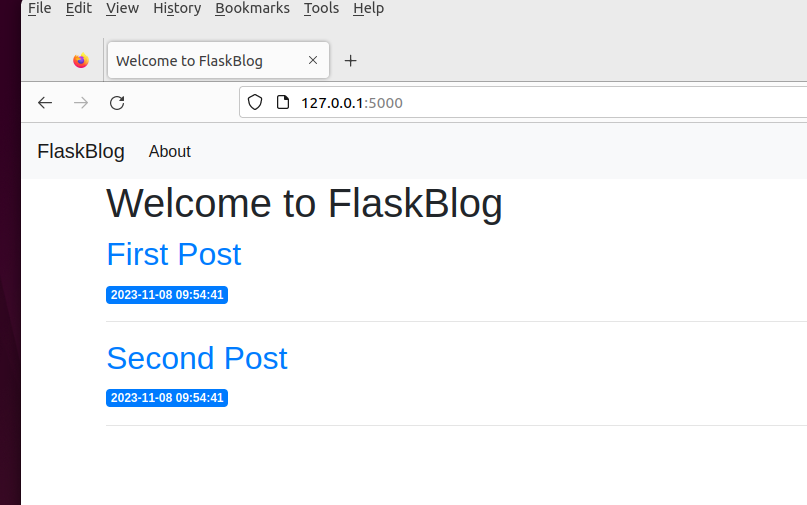 File Edit View History Bookmarks Tools Help
Welcome to FlaskBlog
127.0.0.1:5000
FlaskBlog About
Welcome to FlaskBlog
First Post
2023-11-08 09:54:41
Second Post
2023-11-08 09:54:41